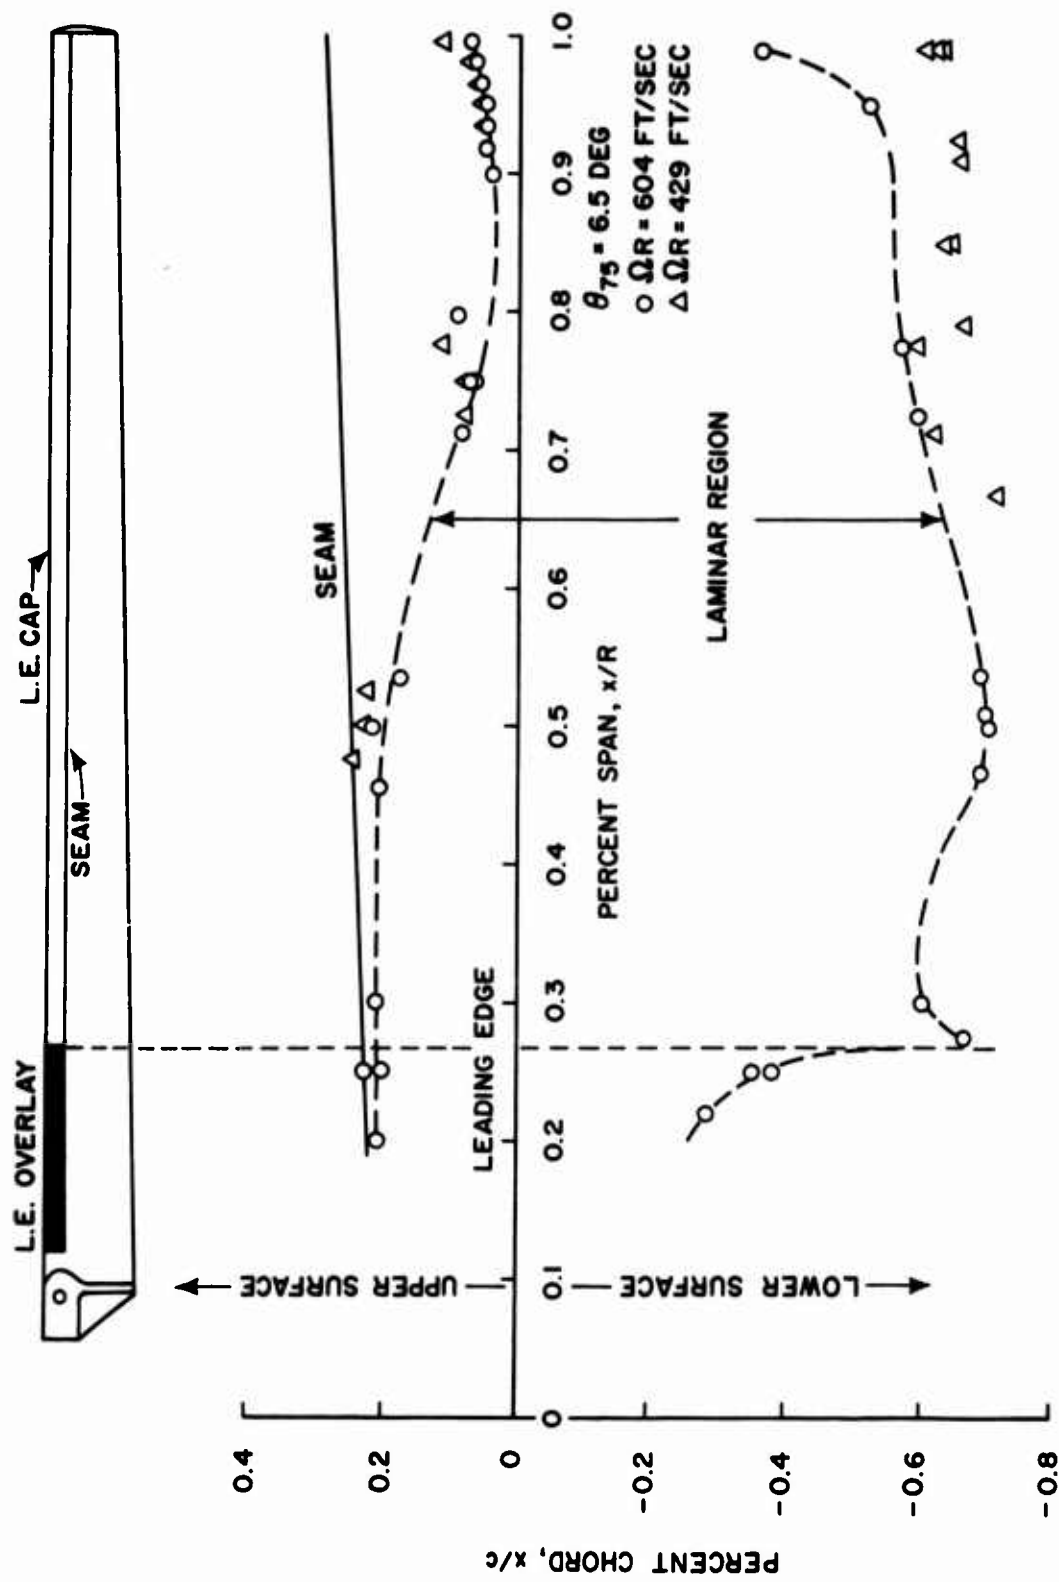 L.E. OVERLAY
L.E. CAP
SEAM
SEAM
UPPER SURFACE
LOWER SURFACE
LEADING EDGE
0.4
0.2
0
-0.2
-0.4
-0.6
-0.8
PERCENT CHORD, x/c
0
0.1
0.2
0.3
0.4
0.5
0.6
0.7
0.8
0.9
1.0
PERCENT SPAN, x/R
LAMINAR REGION
θ75 = 6.5 DEG
○ ΩR = 604 FT/SEC
△ ΩR = 429 FT/SEC